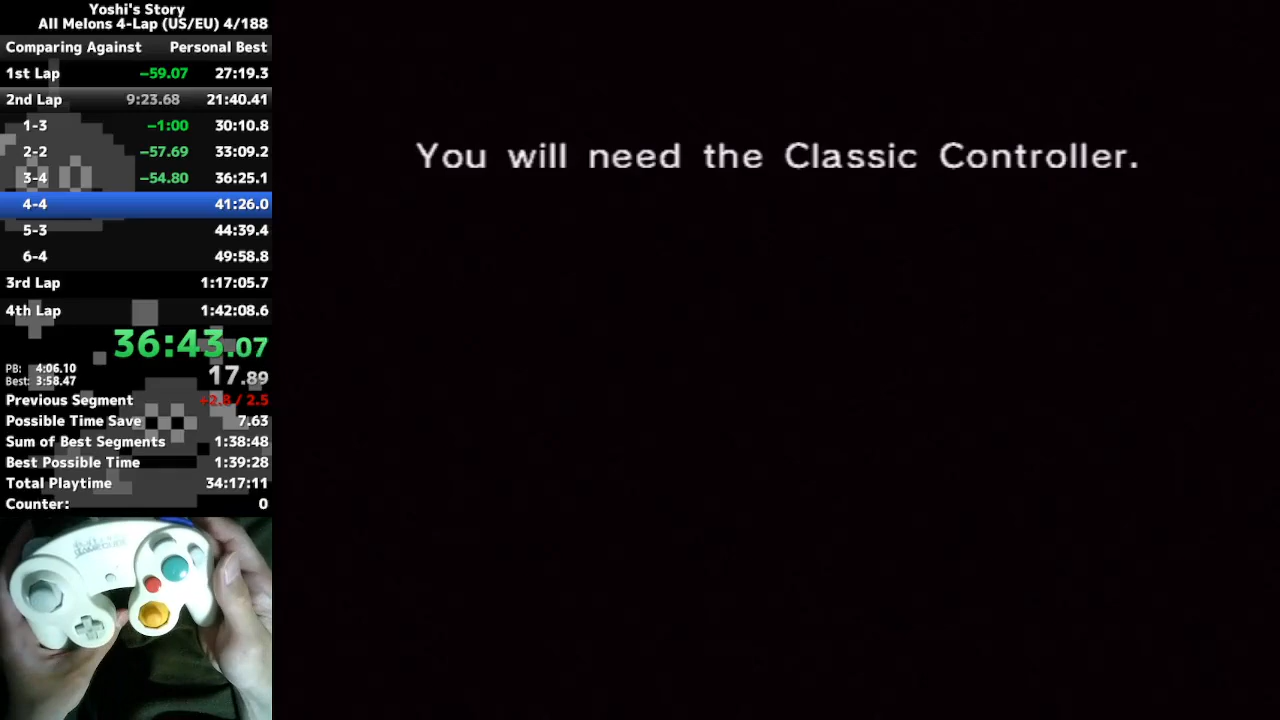 Yoshi's Story
All Melons 4-Lap (US/EU) 4/188
Comparing Against Personal Best
1st Lap −59.07 27:19.3
2nd Lap 9:23.68 21:40.41
1-3 −1:00 30:10.8
2-2 −57.69 33:09.2
3-4 −54.80 36:25.1
4-4 41:26.0
5-3 44:39.4
6-4 49:58.8
3rd Lap 1:17:05.7
4th Lap 1:42:08.6
36:43.07
PB: 4:06.10
Best: 3:58.47
17.89
Previous Segment +2.8 / 2.5
Possible Time Save 7.63
Sum of Best Segments 1:38:48
Best Possible Time 1:39:28
Total Playtime 34:17:11
Counter: 0
You will need the Classic Controller.